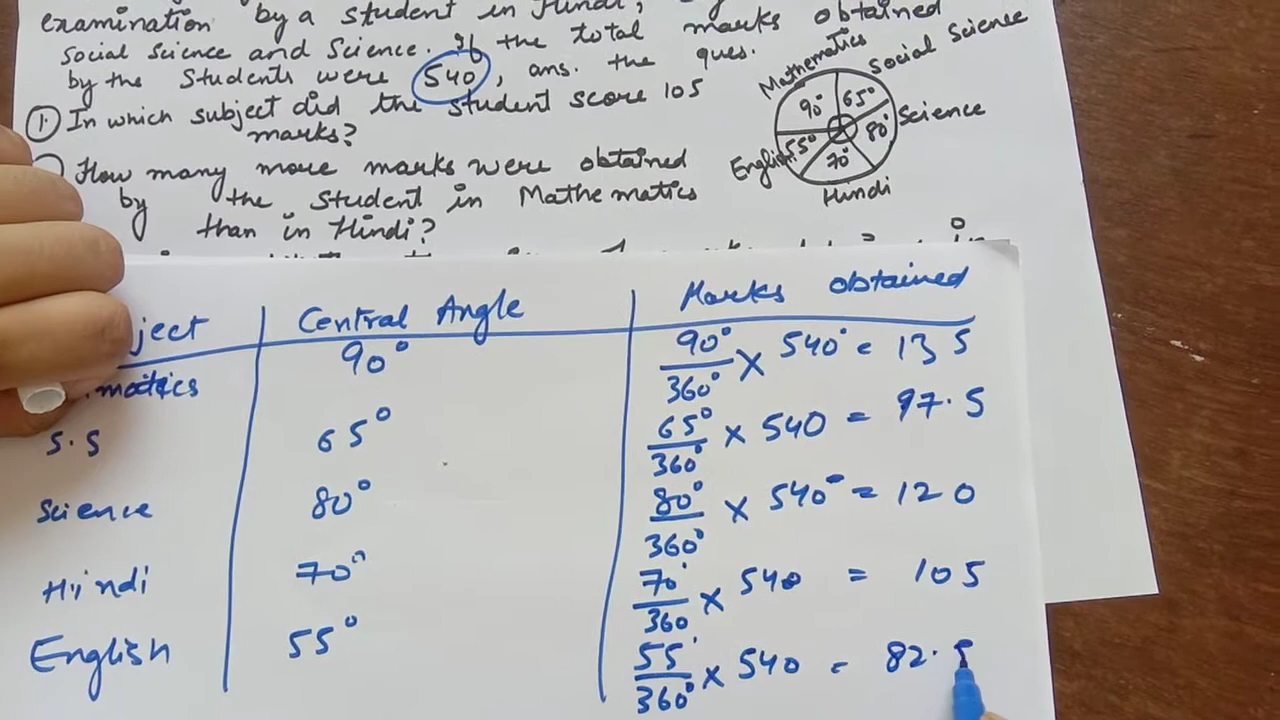 examination by a student in Hindi,
Social Science and Science. If the total marks obtained
by the Students were 540, ans. the ques.
1. In which subject did the student score 105
marks?
How many more marks were obtained
by the student in Mathematics
than in Hindi?
Mathematics
Social Science
90° 65°
Science
80°
English 55°
70°
Hindi
ject Central Angle Marks obtained
matics 90° 90°/360° × 540° = 135
S.S 65° 65°/360° × 540 = 97.5
Science 80° 80°/360° × 540° = 120
Hindi 70° 70°/360 × 540 = 105
English 55° 55°/360° × 540 = 82.5